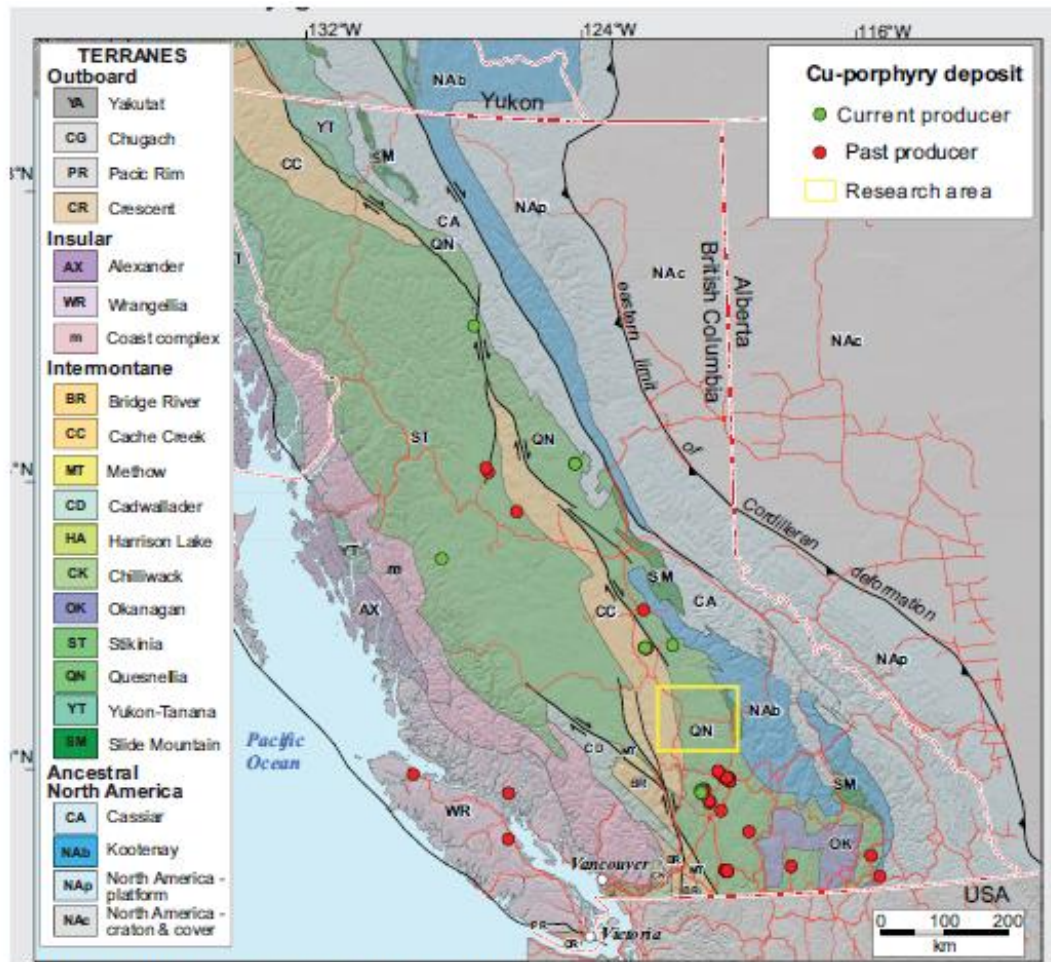 132°W
124°W
116°W
TERRANES
Outboard
YA Yakutat
CG Chugach
PR Pacic Rim
CR Crescent
Insular
AX Alexander
WR Wrangellia
m Coast complex
Intermontane
BR Bridge River
CC Cache Creek
MT Methow
CD Cadwallader
HA Harrison Lake
CK Chilliwack
OK Okanagan
ST Stikinia
QN Quesnellia
YT Yukon-Tanana
SM Slide Mountain
Ancestral
North America
CA Cassiar
NAb Kootenay
NAp North America -
platform
NAc North America -
craton & cover
Cu-porphyry deposit
Current producer
Past producer
Research area
NAb
Yukon
YT
SM
CC
NAp
CA
QN
NAc
British Columbia
Alberta
NAc
eastern limit of Cordilleran deformation
ST
QN
YT
m
AX
SM
CA
CC
NAp
NAb
QN
Pacific
Ocean
CD
MT
BR
SM
WR
OK
Vancouver
BR
MT
BR
USA
PR
CR
Victoria
0 100 200
km